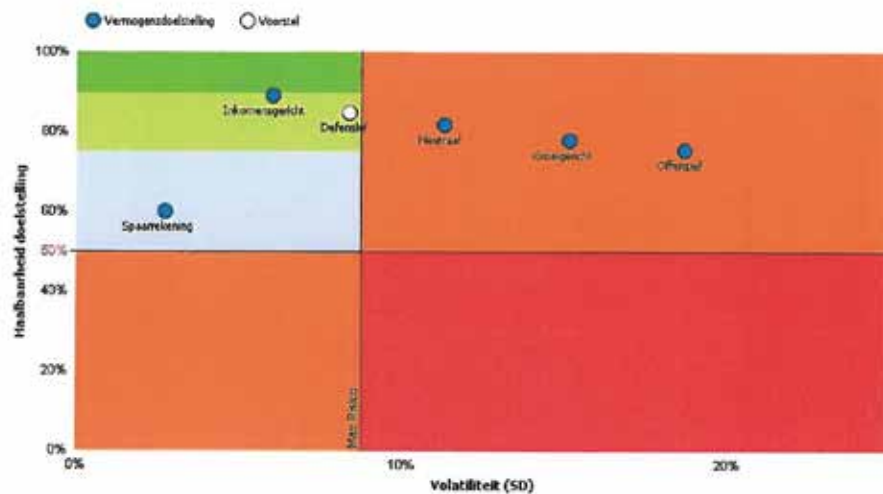 Vermogensdoelstelling Voorstel
100%
80%
60%
50%
40%
20%
0%
Haalbaarheid doelstelling
Inkomensgericht
Defensief
Neutraal
Groeigericht
Offensief
Spaarrekening
Max Risico
0% 10% 20%
Volatiliteit (SD)